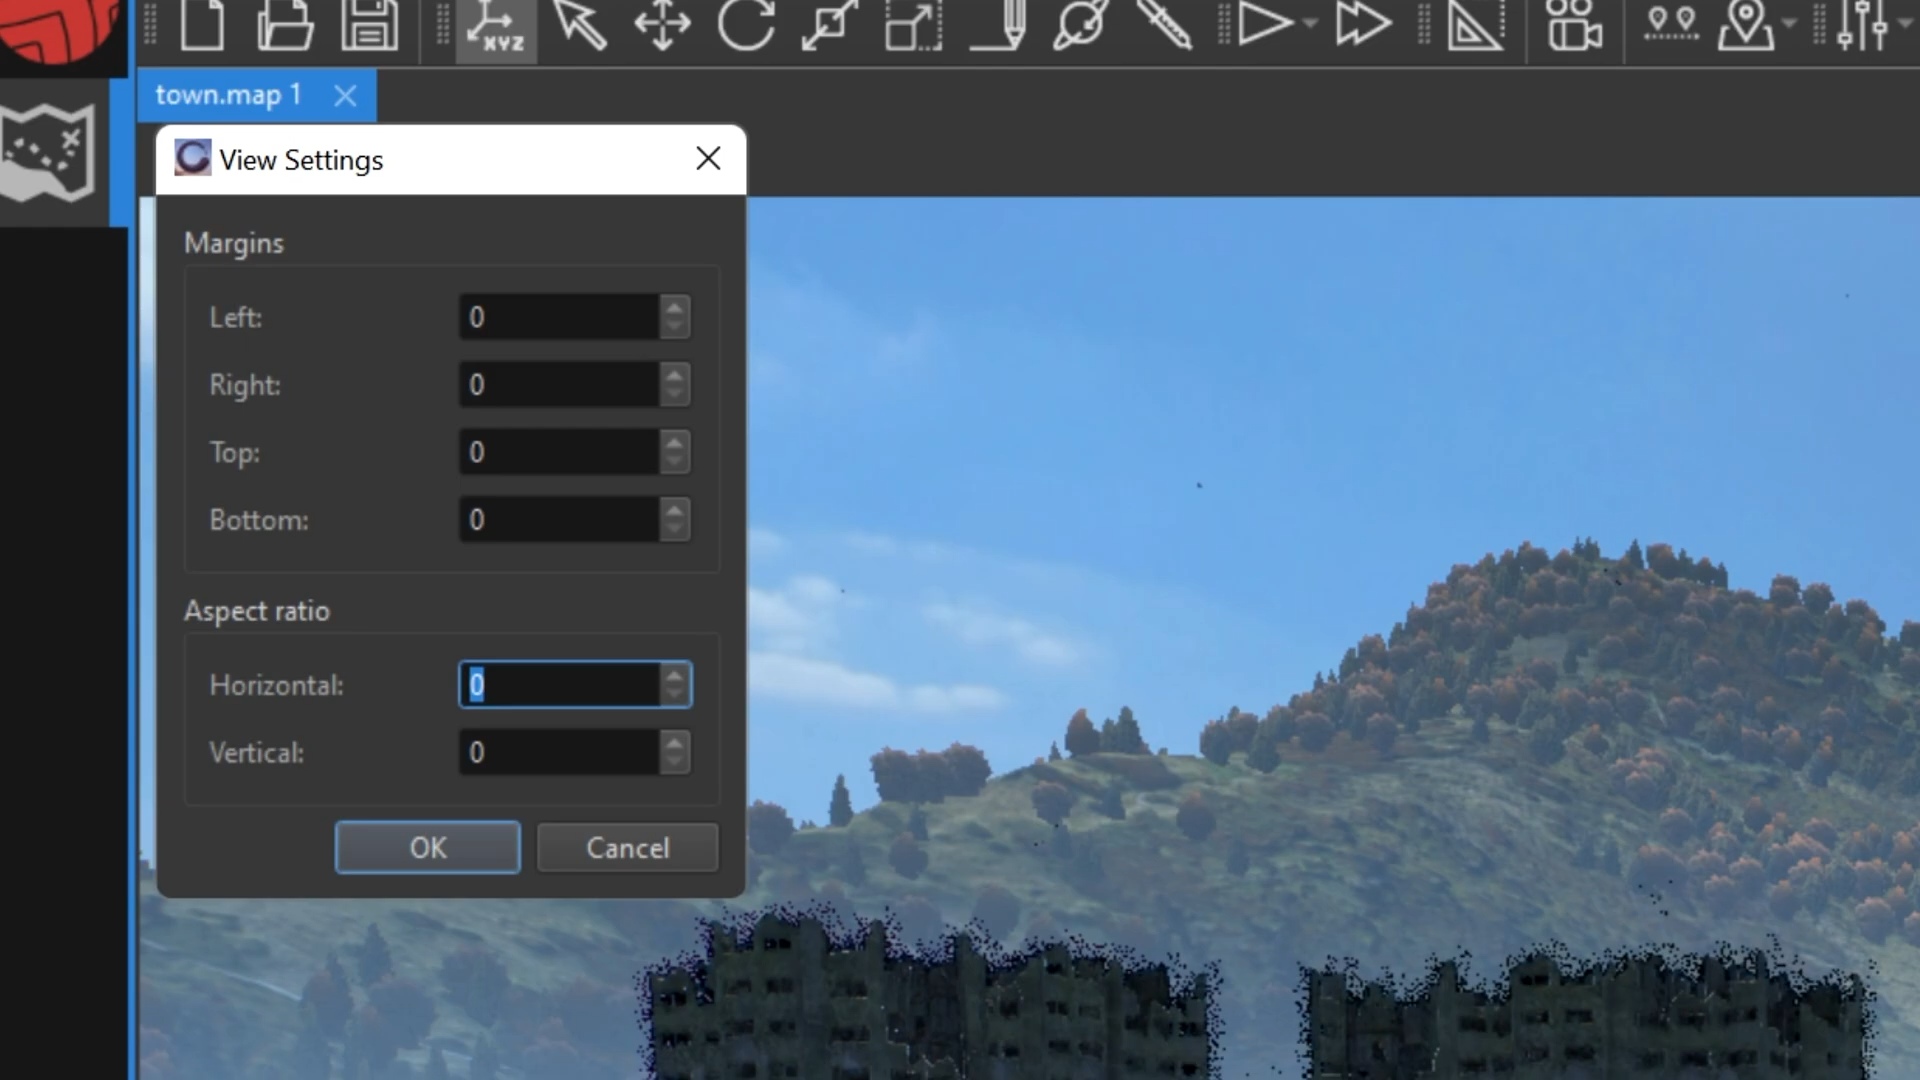 XYZ
town.map 1
View Settings
Margins
Left: 0
Right: 0
Top: 0
Bottom: 0
Aspect ratio
Horizontal: 0
Vertical: 0
OK Cancel